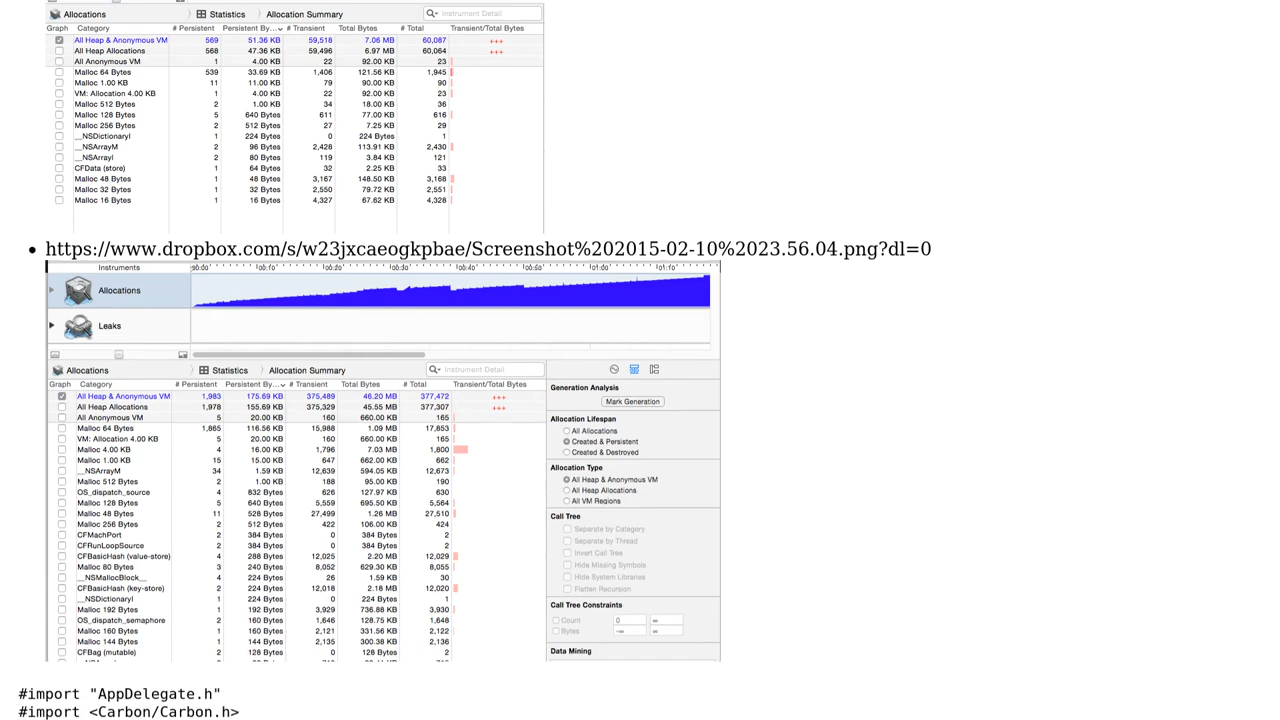 Allocations Statistics Allocation Summary Instrument Detail
Graph Category # Persistent Persistent By... # Transient Total Bytes # Total Transient/Total Bytes
All Heap & Anonymous VM 569 51.36 KB 59,518 7.06 MB 60,087 +++
All Heap Allocations 568 47.36 KB 59,496 6.97 MB 60,064 +++
All Anonymous VM 1 4.00 KB 22 92.00 KB 23
Malloc 64 Bytes 539 33.69 KB 1,406 121.56 KB 1,945
Malloc 1.00 KB 11 11.00 KB 79 90.00 KB 90
VM: Allocation 4.00 KB 1 4.00 KB 22 92.00 KB 23
Malloc 512 Bytes 2 1.00 KB 34 18.00 KB 36
Malloc 128 Bytes 5 640 Bytes 611 77.00 KB 616
Malloc 256 Bytes 2 512 Bytes 27 7.25 KB 29
__NSDictionaryI 1 224 Bytes 0 224 Bytes 1
__NSArrayM 2 96 Bytes 2,428 113.91 KB 2,430
__NSArrayI 2 80 Bytes 119 3.84 KB 121
CFData (store) 1 64 Bytes 32 2.25 KB 33
Malloc 48 Bytes 1 48 Bytes 3,167 148.50 KB 3,168
Malloc 32 Bytes 1 32 Bytes 2,550 79.72 KB 2,551
Malloc 16 Bytes 1 16 Bytes 4,327 67.62 KB 4,328
• https://www.dropbox.com/s/w23jxcaeogkpbae/Screenshot%202015-02-10%2023.56.04.png?dl=0
Instruments 00:00 00:10 00:20 00:30 00:40 00:50 01:00 01:10
Allocations
Leaks
Allocations Statistics Allocation Summary Instrument Detail
Graph Category # Persistent Persistent By... # Transient Total Bytes # Total Transient/Total Bytes
All Heap & Anonymous VM 1,983 175.69 KB 375,489 46.20 MB 377,472 +++
All Heap Allocations 1,978 155.69 KB 375,329 45.55 MB 377,307 +++
All Anonymous VM 5 20.00 KB 160 660.00 KB 165
Malloc 64 Bytes 1,865 116.56 KB 15,988 1.09 MB 17,853
VM: Allocation 4.00 KB 5 20.00 KB 160 660.00 KB 165
Malloc 4.00 KB 4 16.00 KB 1,796 7.03 MB 1,800
Malloc 1.00 KB 15 15.00 KB 647 662.00 KB 662
__NSArrayM 34 1.59 KB 12,639 594.05 KB 12,673
Malloc 512 Bytes 2 1.00 KB 188 95.00 KB 190
OS_dispatch_source 4 832 Bytes 626 127.97 KB 630
Malloc 128 Bytes 5 640 Bytes 5,559 695.50 KB 5,564
Malloc 48 Bytes 11 528 Bytes 27,499 1.26 MB 27,510
Malloc 256 Bytes 2 512 Bytes 422 106.00 KB 424
CFMachPort 2 384 Bytes 0 384 Bytes 2
CFRunLoopSource 2 384 Bytes 0 384 Bytes 2
CFBasicHash (value-store) 4 288 Bytes 12,025 2.20 MB 12,029
Malloc 80 Bytes 3 240 Bytes 8,052 629.30 KB 8,055
__NSMallocBlock__ 4 224 Bytes 26 1.59 KB 30
CFBasicHash (key-store) 2 224 Bytes 12,018 2.18 MB 12,020
__NSDictionaryI 1 224 Bytes 0 224 Bytes 1
Malloc 192 Bytes 1 192 Bytes 3,929 736.88 KB 3,930
OS_dispatch_semaphore 2 160 Bytes 1,646 128.75 KB 1,648
Malloc 160 Bytes 1 160 Bytes 2,121 331.56 KB 2,122
Malloc 144 Bytes 1 144 Bytes 2,135 300.38 KB 2,136
CFBag (mutable) 2 128 Bytes 0 128 Bytes 2
Generation Analysis
Mark Generation
Allocation Lifespan
All Allocations
Created & Persistent
Created & Destroyed
Allocation Type
All Heap & Anonymous VM
All Heap Allocations
All VM Regions
Call Tree
Separate by Category
Separate by Thread
Invert Call Tree
Hide Missing Symbols
Hide System Libraries
Flatten Recursion
Call Tree Constraints
Count 0 ∞
Bytes -∞ ∞
Data Mining
#import "AppDelegate.h"
#import <Carbon/Carbon.h>